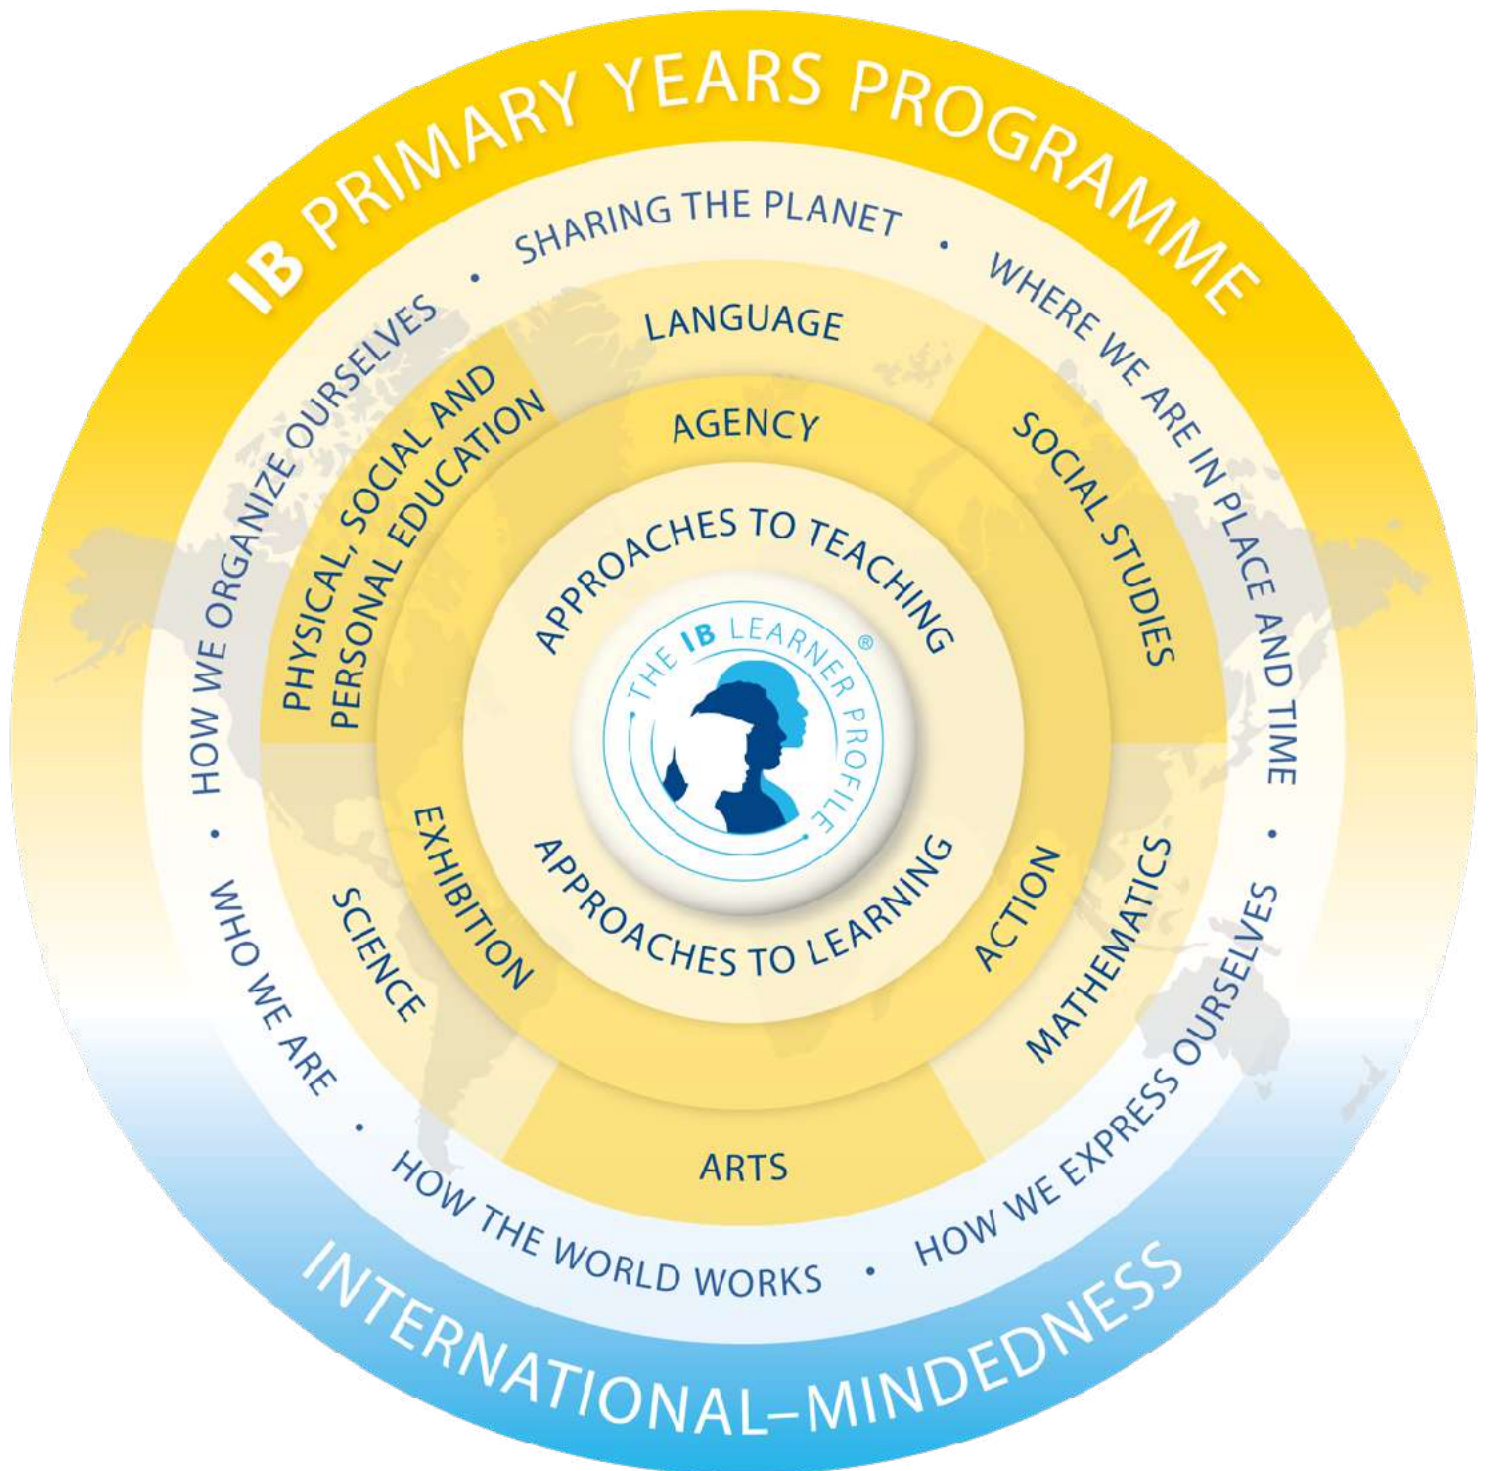 IB PRIMARY YEARS PROGRAMME
SHARING THE PLANET
•
WHERE WE ARE IN PLACE AND TIME
•
HOW WE EXPRESS OURSELVES
•
HOW THE WORLD WORKS
•
WHO WE ARE
•
HOW WE ORGANIZE OURSELVES
•
LANGUAGE
SOCIAL STUDIES
MATHEMATICS
ARTS
SCIENCE
PHYSICAL, SOCIAL AND
PERSONAL EDUCATION
AGENCY
ACTION
EXHIBITION
APPROACHES TO TEACHING
APPROACHES TO LEARNING
• THE IB LEARNER PROFILE • ®
INTERNATIONAL–MINDEDNESS